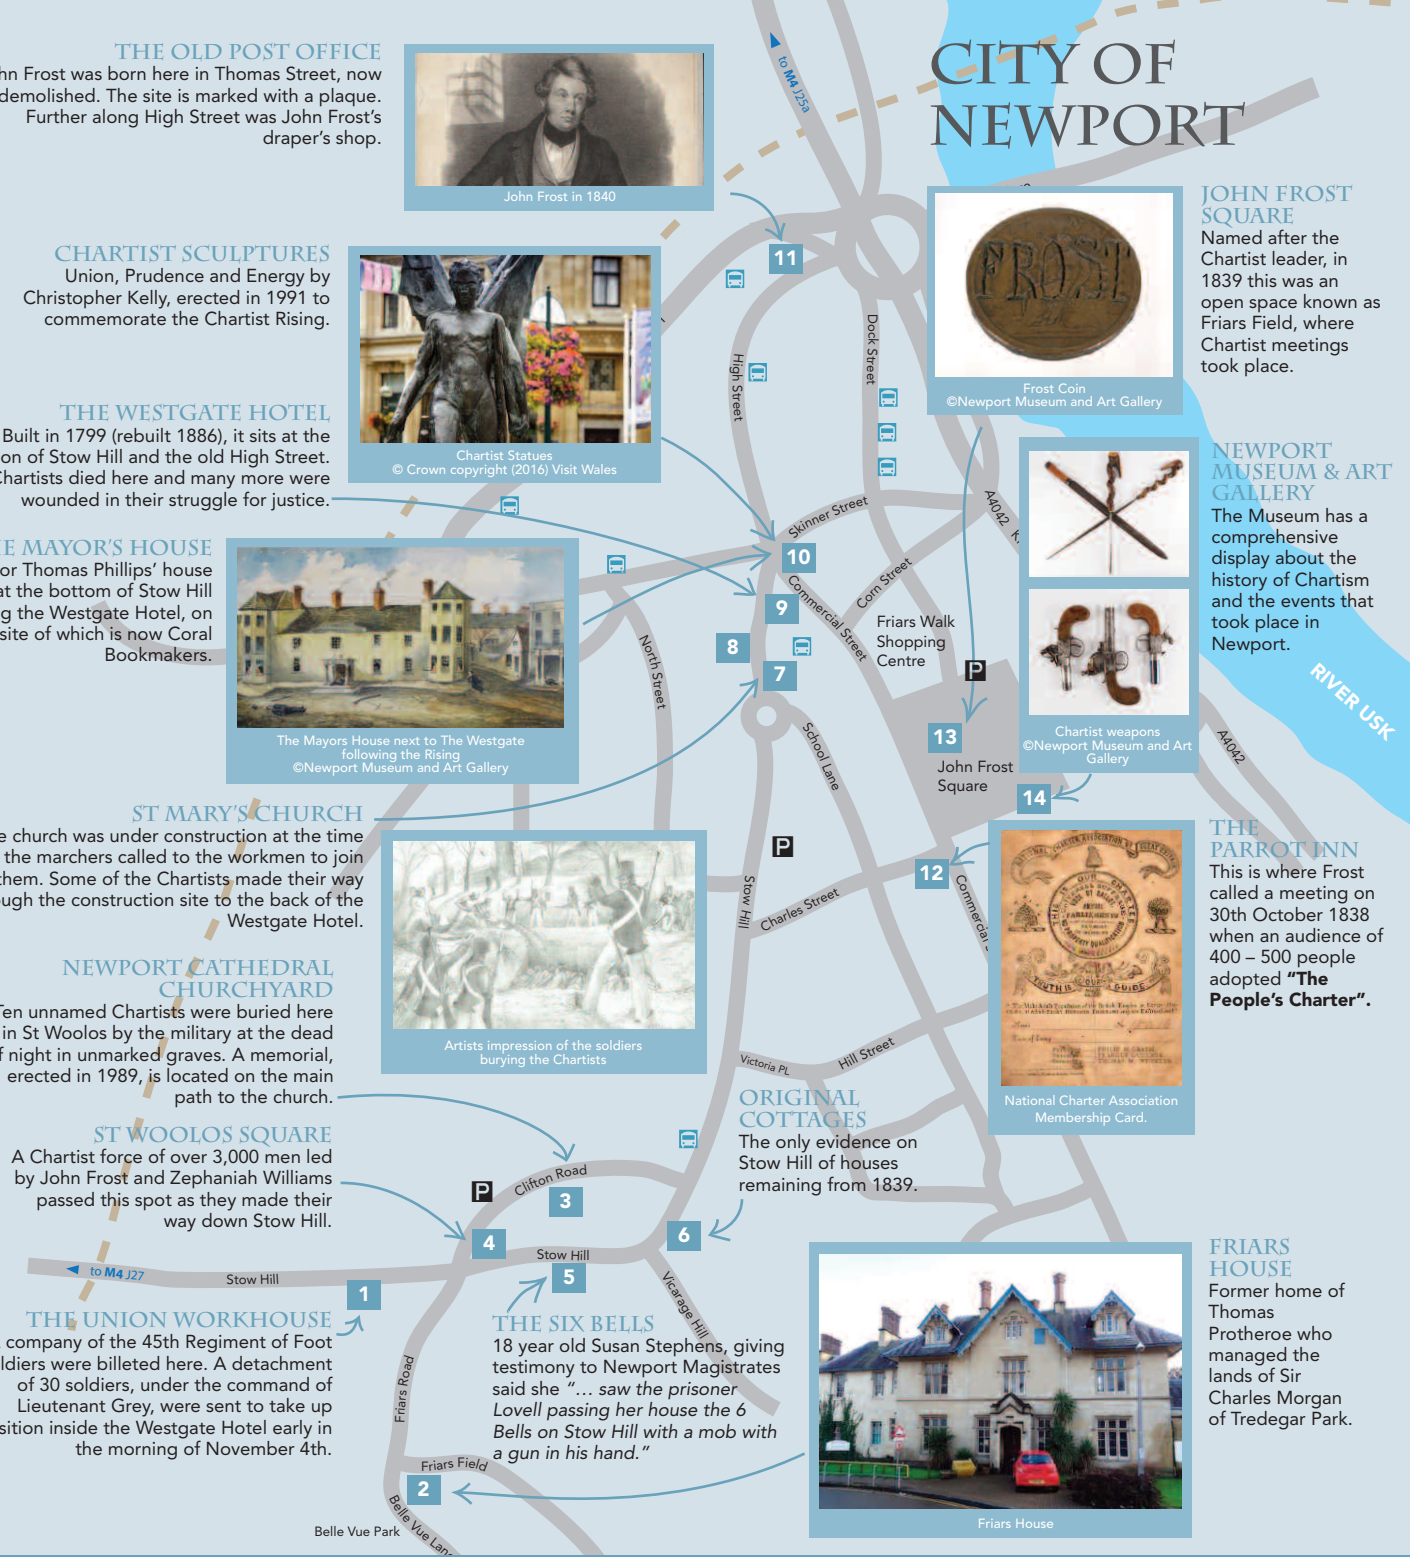 CITY OF
NEWPORT
THE OLD POST OFFICE
hn Frost was born here in Thomas Street, now
demolished. The site is marked with a plaque.
Further along High Street was John Frost's
draper's shop.
John Frost in 1840
CHARTIST SCULPTURES
Union, Prudence and Energy by
Christopher Kelly, erected in 1991 to
commemorate the Chartist Rising.
Chartist Statues
© Crown copyright (2016) Visit Wales
THE WESTGATE HOTEL
Built in 1799 (rebuilt 1886), it sits at the
on of Stow Hill and the old High Street.
Chartists died here and many more were
wounded in their struggle for justice.
E MAYOR'S HOUSE
or Thomas Phillips' house
at the bottom of Stow Hill
g the Westgate Hotel, on
site of which is now Coral
Bookmakers.
The Mayors House next to The Westgate
following the Rising
©Newport Museum and Art Gallery
ST MARY'S CHURCH
e church was under construction at the time
the marchers called to the workmen to join
them. Some of the Chartists made their way
ugh the construction site to the back of the
Westgate Hotel.
NEWPORT CATHEDRAL
CHURCHYARD
Ten unnamed Chartists were buried here
in St Woolos by the military at the dead
f night in unmarked graves. A memorial,
erected in 1989, is located on the main
path to the church.
Artists impression of the soldiers
burying the Chartists
ST WOOLOS SQUARE
A Chartist force of over 3,000 men led
by John Frost and Zephaniah Williams
passed this spot as they made their
way down Stow Hill.
THE UNION WORKHOUSE
company of the 45th Regiment of Foot
ldiers were billeted here. A detachment
of 30 soldiers, under the command of
Lieutenant Grey, were sent to take up
sition inside the Westgate Hotel early in
the morning of November 4th.
THE SIX BELLS
18 year old Susan Stephens, giving
testimony to Newport Magistrates
said she "… saw the prisoner
Lovell passing her house the 6
Bells on Stow Hill with a mob with
a gun in his hand."
ORIGINAL
COTTAGES
The only evidence on
Stow Hill of houses
remaining from 1839.
JOHN FROST
SQUARE
Named after the
Chartist leader, in
1839 this was an
open space known as
Friars Field, where
Chartist meetings
took place.
FROST
Frost Coin
©Newport Museum and Art Gallery
NEWPORT
MUSEUM & ART
GALLERY
The Museum has a
comprehensive
display about the
history of Chartism
and the events that
took place in
Newport.
Chartist weapons
©Newport Museum and Art
Gallery
THE
PARROT INN
This is where Frost
called a meeting on
30th October 1838
when an audience of
400 – 500 people
adopted "The
People's Charter".
National Charter Association
Membership Card.
FRIARS
HOUSE
Former home of
Thomas
Protheroe who
managed the
lands of Sir
Charles Morgan
of Tredegar Park.
Friars House
to M4 J25a
11
High Street
Dock Street
Skinner Street
A4042
10
9
8
7
Commercial Street
Corn Street
Friars Walk
Shopping
Centre
P
North Street
School Lane
13
John Frost
Square
14
A4042
RIVER USK
P
12
Stow Hill
Charles Street
Commercial
Victoria PL
Hill Street
P
Clifton Road
3
4
6
Stow Hill
5
to M4 J27
Stow Hill
1
Vicarage Hill
Friars Road
Friars Field
2
Belle Vue Lane
Belle Vue Park